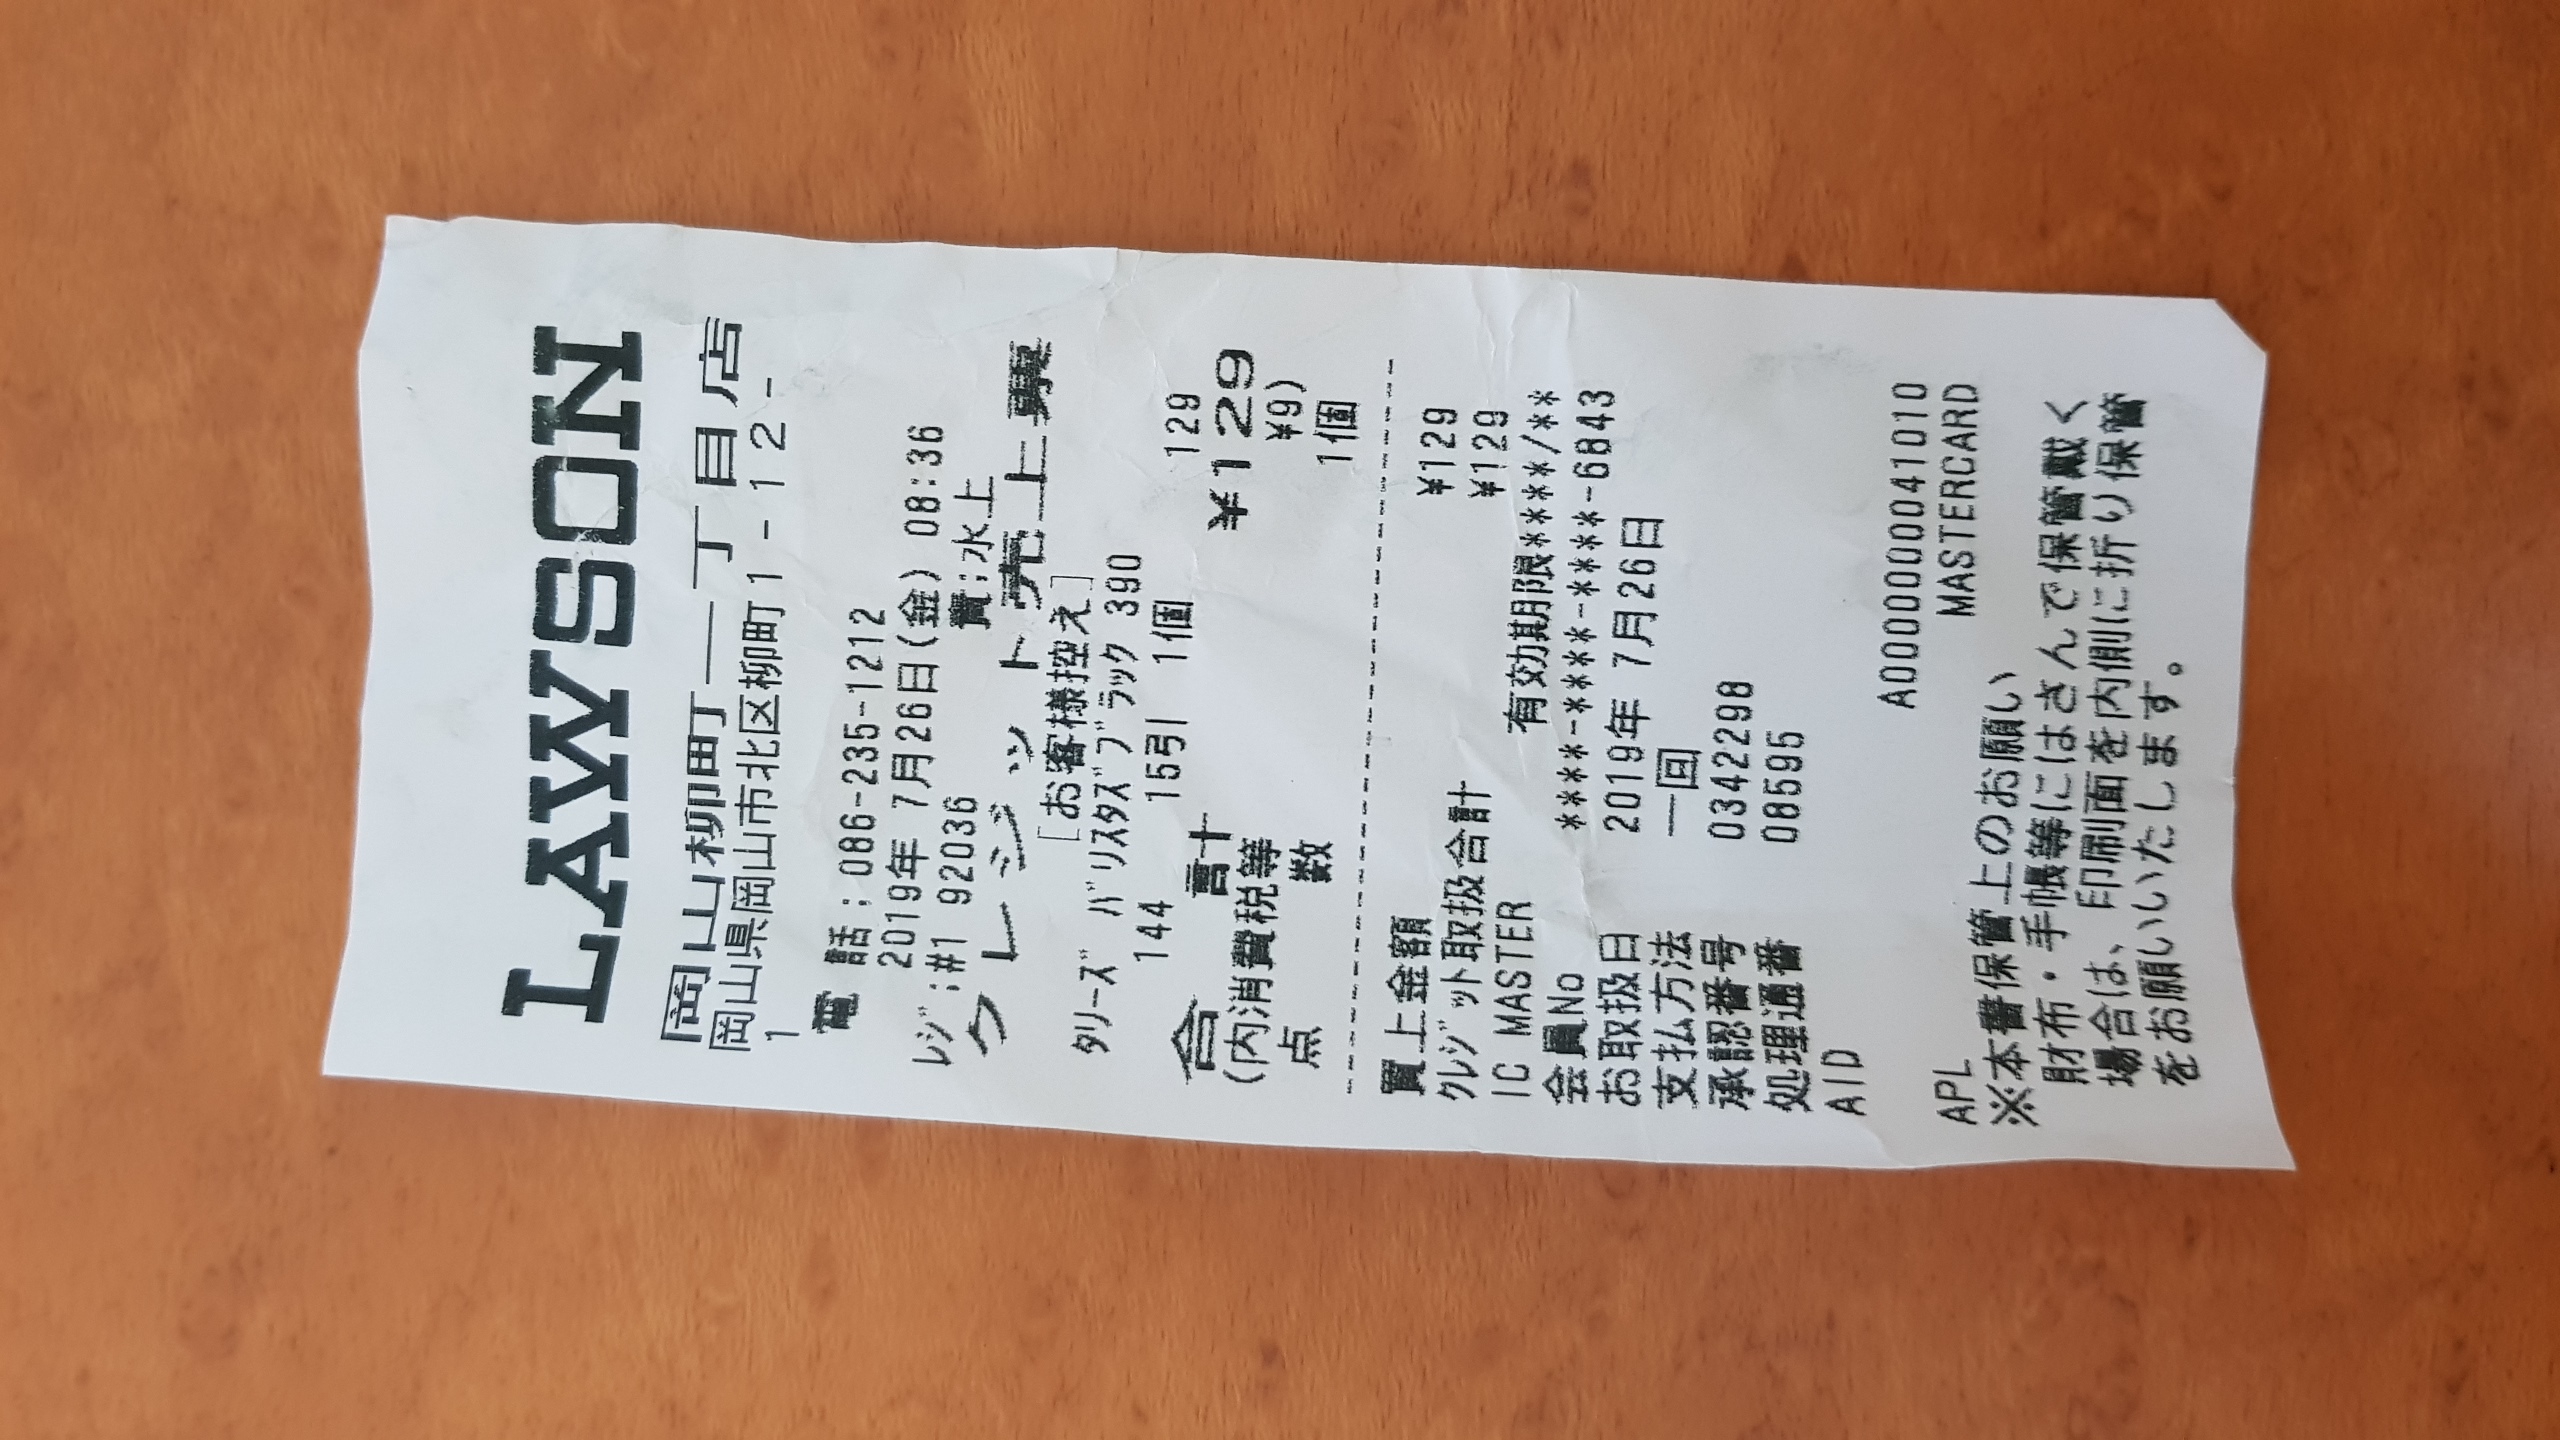 LAWSON
岡山柳町一丁目店
岡山県岡山市北区柳町1-12-
1
電 話:086-235-1212
2019年 7月26日(金) 08:36
レジ:#1 92036 責:水上
クレジット売上票
[お客様控え]
タリーズ バリスタズブラック 390
144 15引 1個 129
合 計 ¥129
(内消費税等 ¥9)
点 数 1個
買上金額 ¥129
クレジット取扱合計 ¥129
IC MASTER 有効期限****/**
会員No ****-****-****-6843
お取扱日 2019年 7月26日
支払方法 一回
承認番号 0342298
処理通番 08595
AID
A0000000041010
APL MASTERCARD
※本書保管上のお願い
財布・手帳等にはさんで保管戴く
場合は、印刷面を内側に折り保管
をお願いいたします。